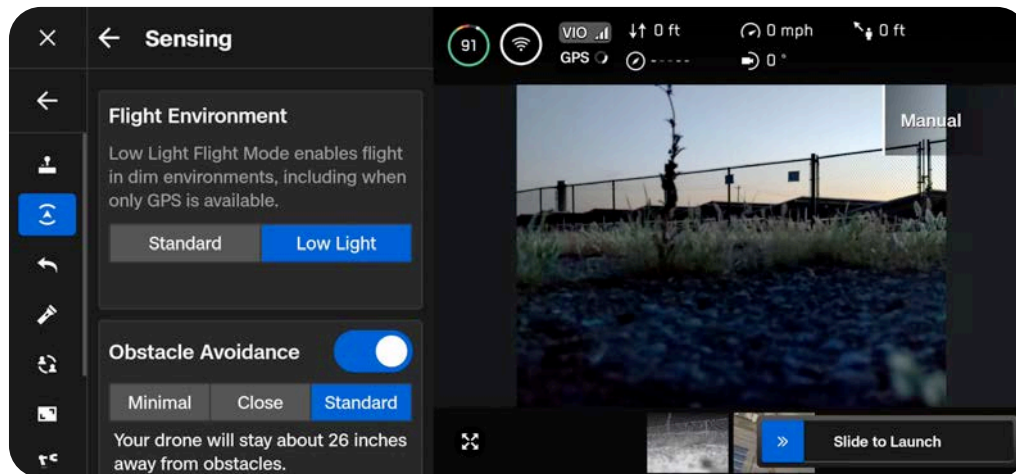 Sensing
Flight Environment
Low Light Flight Mode enables flight
in dim environments, including when
only GPS is available.
Standard
Low Light
Obstacle Avoidance
Minimal
Close
Standard
Your drone will stay about 26 inches
away from obstacles.
91
VIO
0 ft
0 mph
0 ft
GPS
-----
0 °
Manual
Slide to Launch